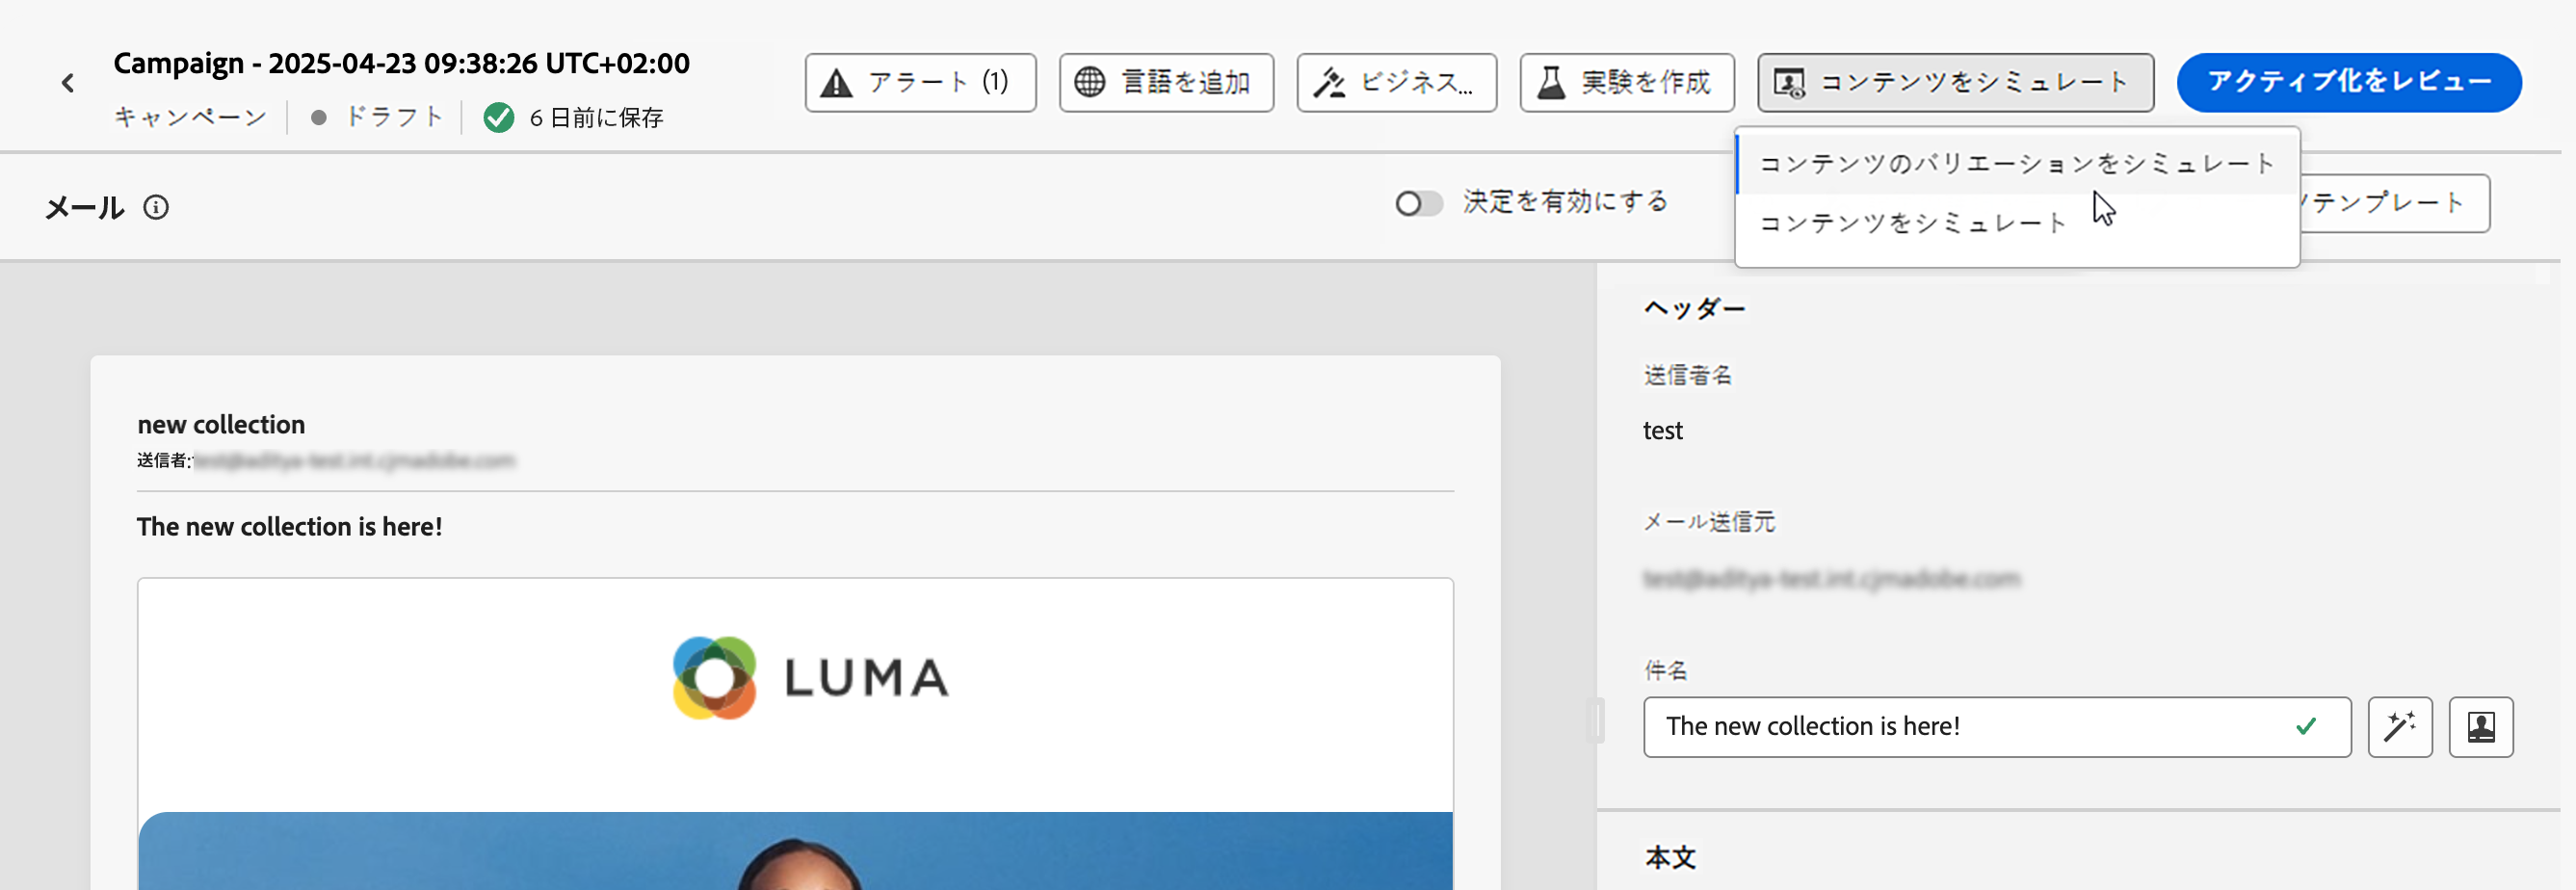 Campaign - 2025-04-23 09:38:26 UTC+02:00
キャンペーン
ドラフト
6 日前に保存
アラート (1)
言語を追加
ビジネス...
実験を作成
コンテンツをシミュレート
アクティブ化をレビュー
メール
決定を有効にする
コンテンツのバリエーションをシミュレート
コンテンツをシミュレート
テンプレート
new collection
送信者:
The new collection is here!
LUMA
ヘッダー
送信者名
test
メール送信元
件名
The new collection is here!
本文